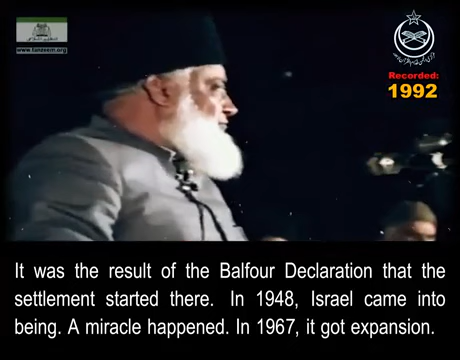 www.tanzeem.org
Recorded:
1992
It was the result of the Balfour Declaration that the
settlement started there. In 1948, Israel came into
being. A miracle happened. In 1967, it got expansion.